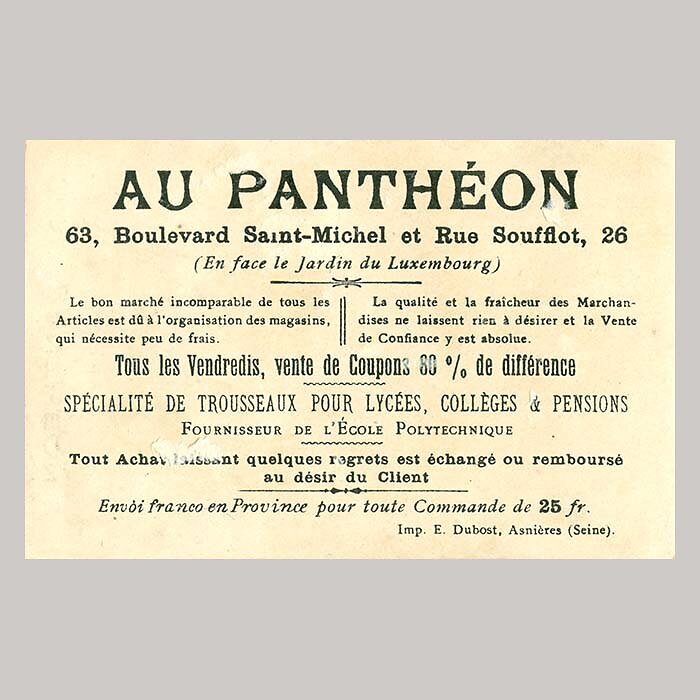 AU PANTHÉON
63, Boulevard Saint-Michel et Rue Soufflot, 26
(En face le Jardin du Luxembourg)
Le bon marché incomparable de tous les
Articles est dû à l'organisation des magasins,
qui nécessite peu de frais.
La qualité et la fraîcheur des Marchan-
dises ne laissent rien à désirer et la Vente
de Confiance y est absolue.
Tous les Vendredis, vente de Coupons 80 % de différence
SPÉCIALITÉ DE TROUSSEAUX POUR LYCÉES, COLLÈGES & PENSIONS
FOURNISSEUR DE L'ÉCOLE POLYTECHNIQUE
Tout Achat laissant quelques regrets est échangé ou remboursé
au désir du Client
Envoi franco en Province pour toute Commande de 25 fr.
Imp. E. Dubost, Asnières (Seine).